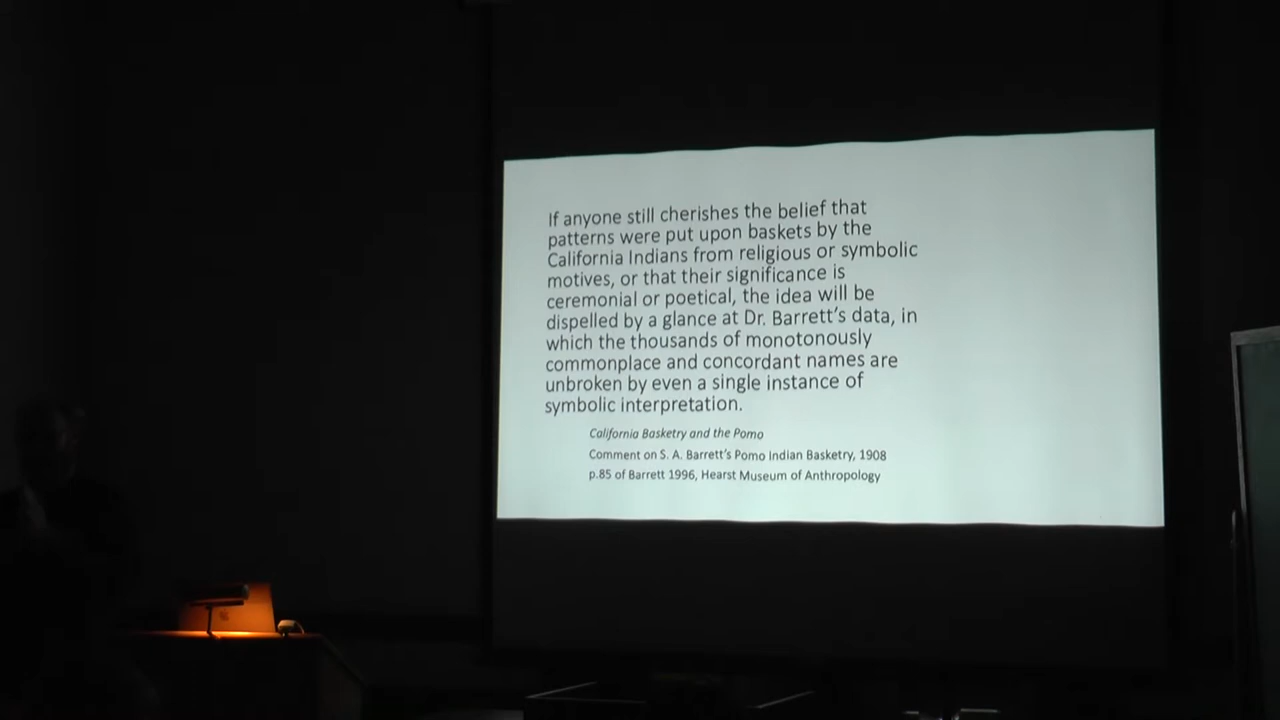 If anyone still cherishes the belief that
patterns were put upon baskets by the
California Indians from religious or symbolic
motives, or that their significance is
ceremonial or poetical, the idea will be
dispelled by a glance at Dr. Barrett’s data, in
which the thousands of monotonously
commonplace and concordant names are
unbroken by even a single instance of
symbolic interpretation.
California Basketry and the Pomo
Comment on S. A. Barrett’s Pomo Indian Basketry, 1908
p.85 of Barrett 1996, Hearst Museum of Anthropology